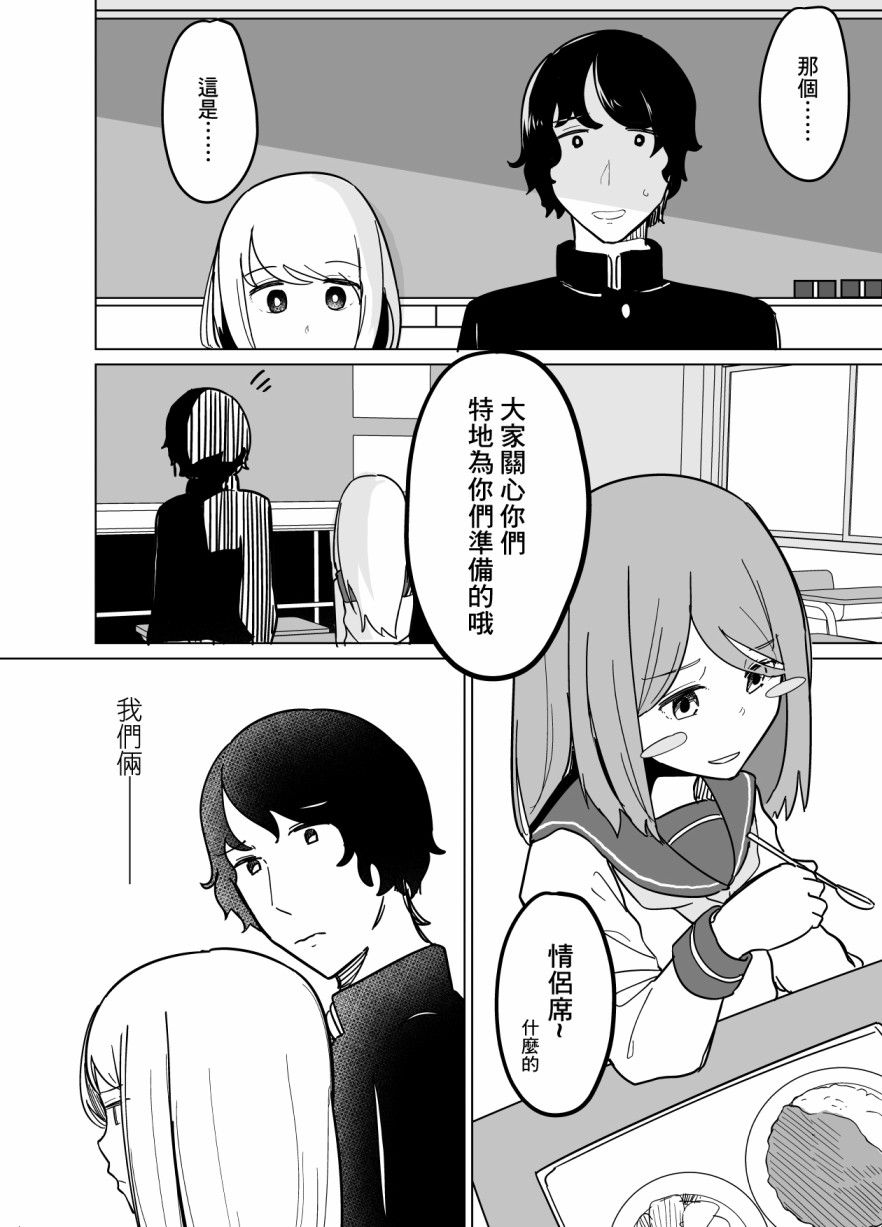 那個……
這是……
大家關心你們
特地為你們準備的哦
情侶席~
什麼的
我們倆——